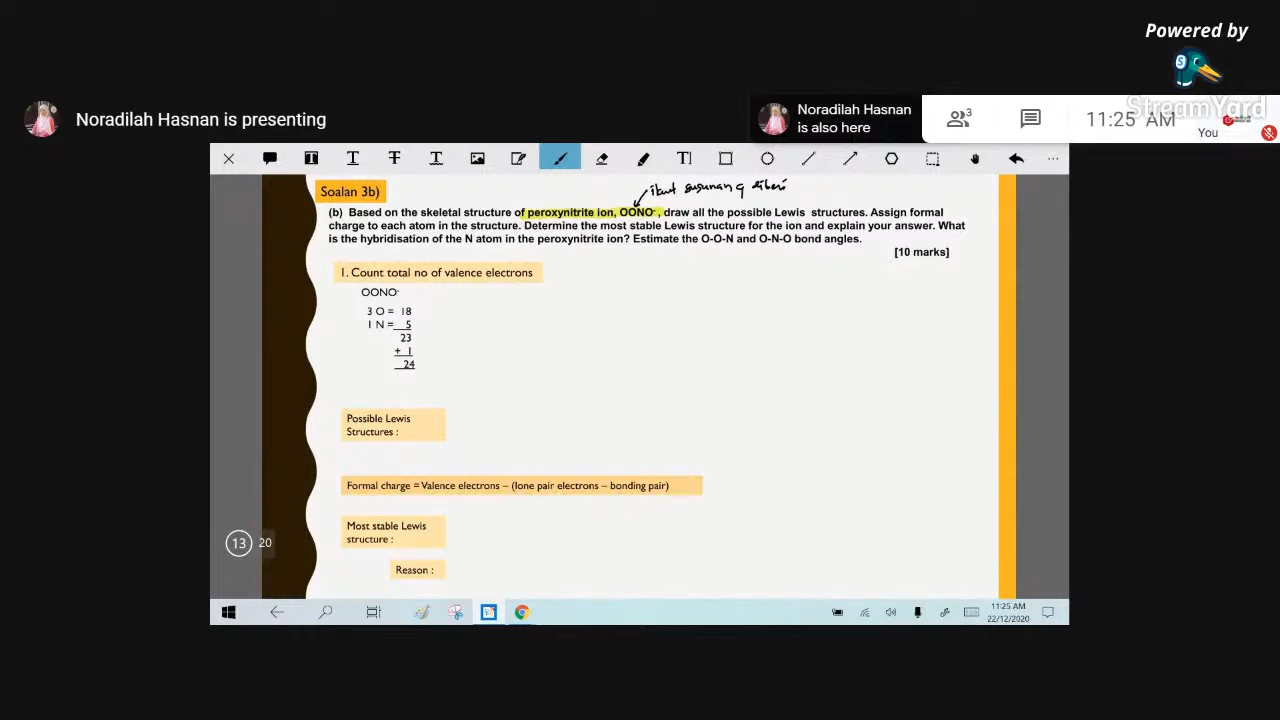 Powered by
StreamYard
Noradilah Hasnan is presenting
Noradilah Hasnan
is also here
3
11:25 AM
You
Soalan 3b)
ikut susunan yg diberi
(b) Based on the skeletal structure of peroxynitrite ion, OONO-, draw all the possible Lewis structures. Assign formal
charge to each atom in the structure. Determine the most stable Lewis structure for the ion and explain your answer. What
is the hybridisation of the N atom in the peroxynitrite ion? Estimate the O-O-N and O-N-O bond angles.
[10 marks]
1. Count total no of valence electrons
OONO-
3 O = 18
1 N = 5
23
+ 1
24
Possible Lewis
Structures :
Formal charge = Valence electrons – (lone pair electrons – bonding pair)
Most stable Lewis
structure :
Reason :
13 20
11:25 AM
22/12/2020